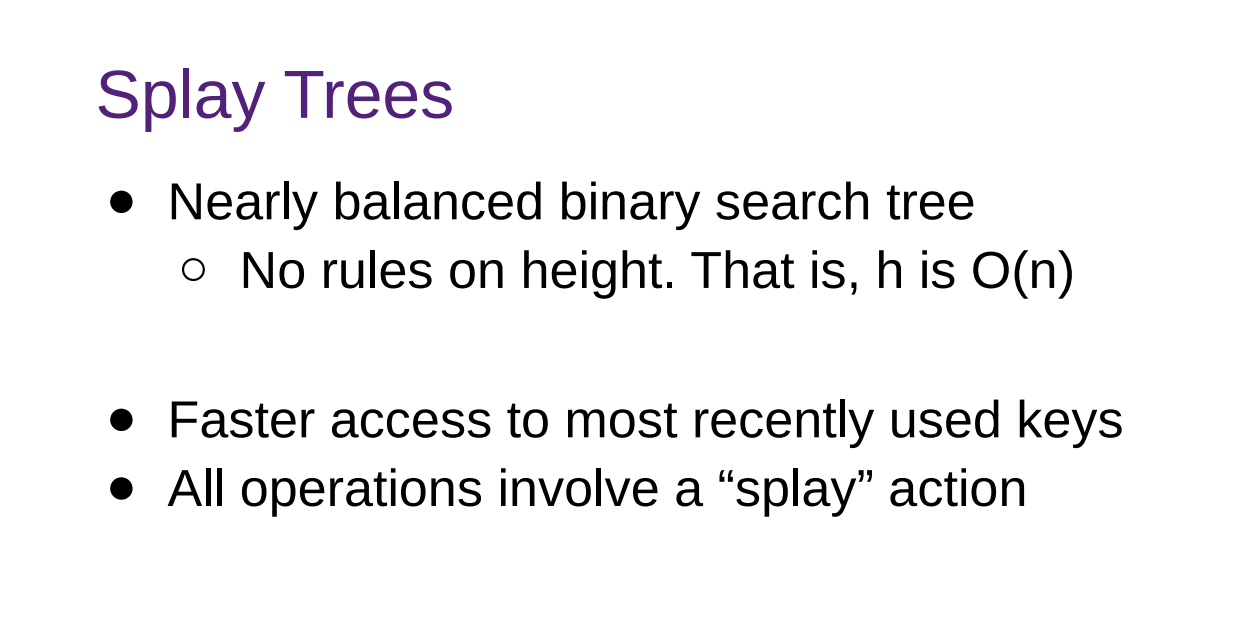 Splay Trees
● Nearly balanced binary search tree
○ No rules on height. That is, h is O(n)
● Faster access to most recently used keys
● All operations involve a “splay” action